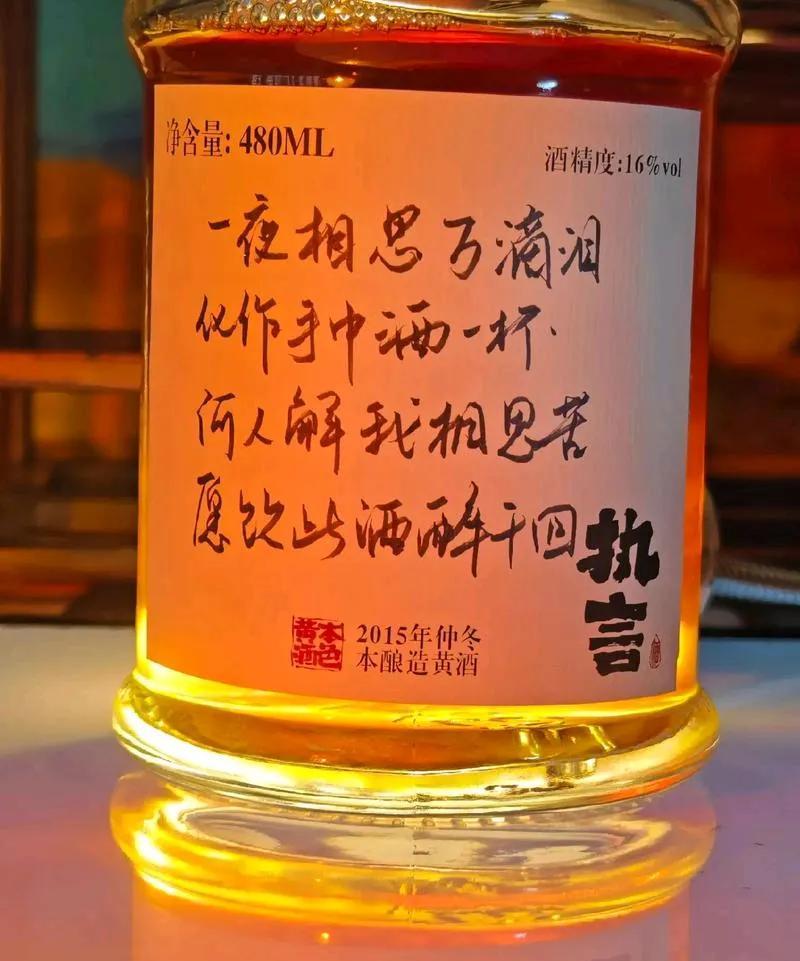 净含量: 480ML
酒精度:16%vol
一夜相思万滴泪
似作手中酒一杯.
何人解我相思苦
愿饮此酒醉千回
执言
本色黄酒
2015年仲冬
本酿造黄酒